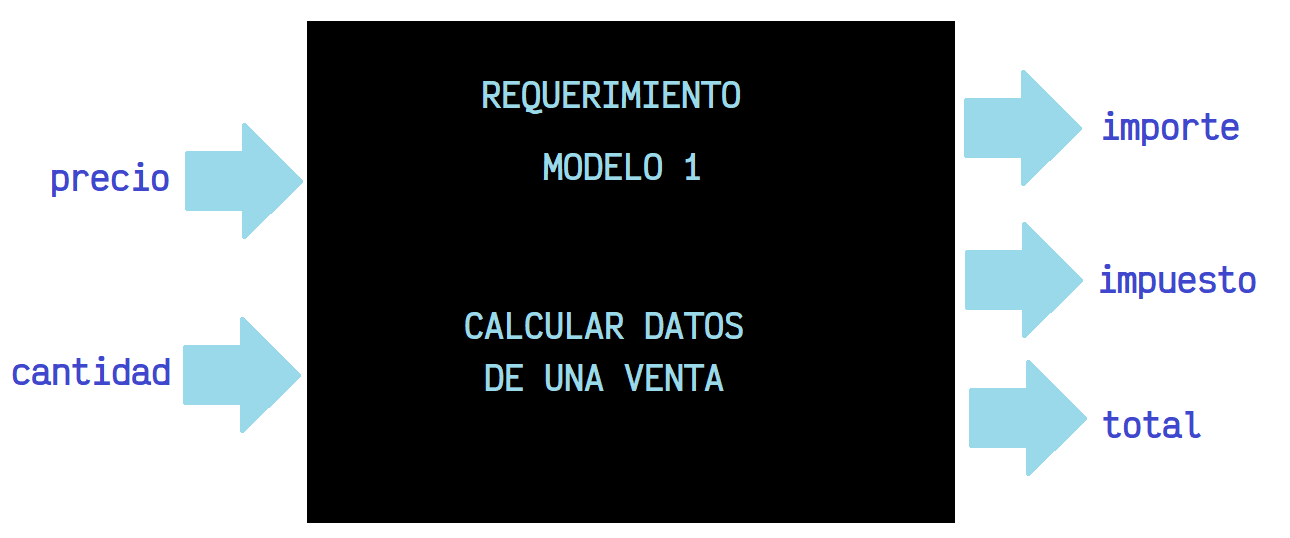 precio
cantidad
REQUERIMIENTO
MODELO 1
CALCULAR DATOS
DE UNA VENTA
importe
impuesto
total